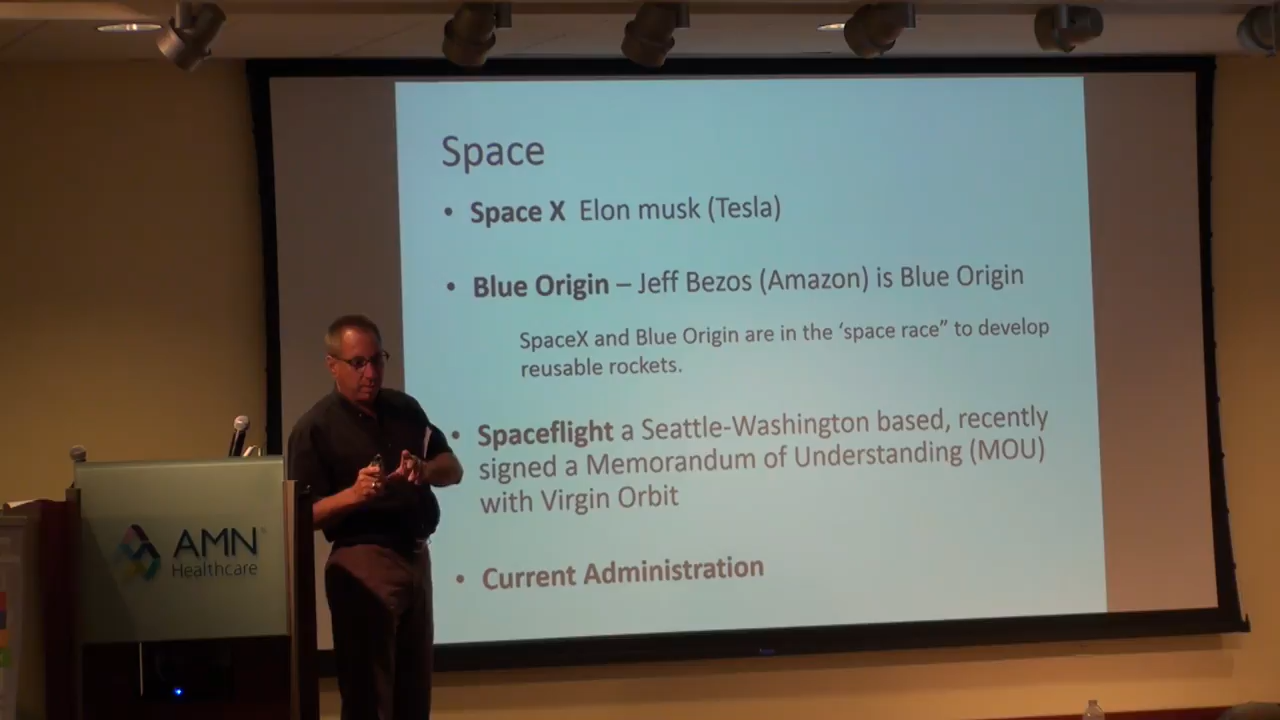 Space
• Space X Elon musk (Tesla)
• Blue Origin – Jeff Bezos (Amazon) is Blue Origin
SpaceX and Blue Origin are in the ‘space race” to develop
reusable rockets.
• Spaceflight a Seattle-Washington based, recently
signed a Memorandum of Understanding (MOU)
with Virgin Orbit
• Current Administration
AMN
Healthcare